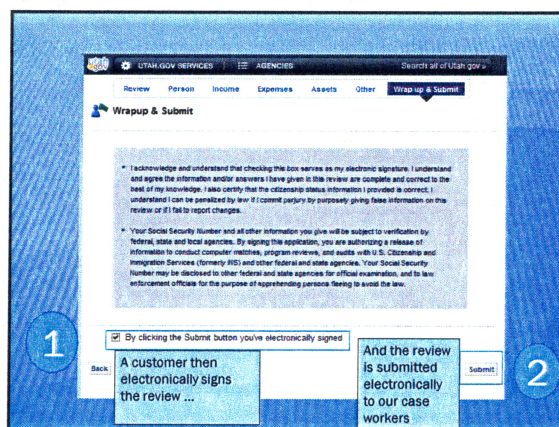 utah
gov
UTAH.GOV SERVICES
AGENCIES
Search all of Utah.gov »
Review Person Income Expenses Assets Other Wrap up & Submit
Wrapup & Submit
I acknowledge and understand that checking this box serves as my electronic signature. I understand
and agree the information and/or answers I have given in this review are complete and correct to the
best of my knowledge. I also certify that the citizenship status information I provided is correct. I
understand I can be penalized by law if I commit perjury by purposely giving false information on this
review or if I fail to report changes.
Your Social Security Number and all other information you give will be subject to verification by
federal, state and local agencies. By signing this application, you are authorizing a release of
information to conduct computer matches, program reviews, and audits with U.S. Citizenship and
Immigration Services (formerly INS) and other federal and state agencies. Your Social Security
Number may be disclosed to other federal and state agencies for official examination, and to law
enforcement officials for the purpose of apprehending persons fleeing to avoid the law.
1
By clicking the Submit button you've electronically signed
Back
A customer then
electronically signs
the review ...
And the review
is submitted
electronically
to our case
workers
Submit
2